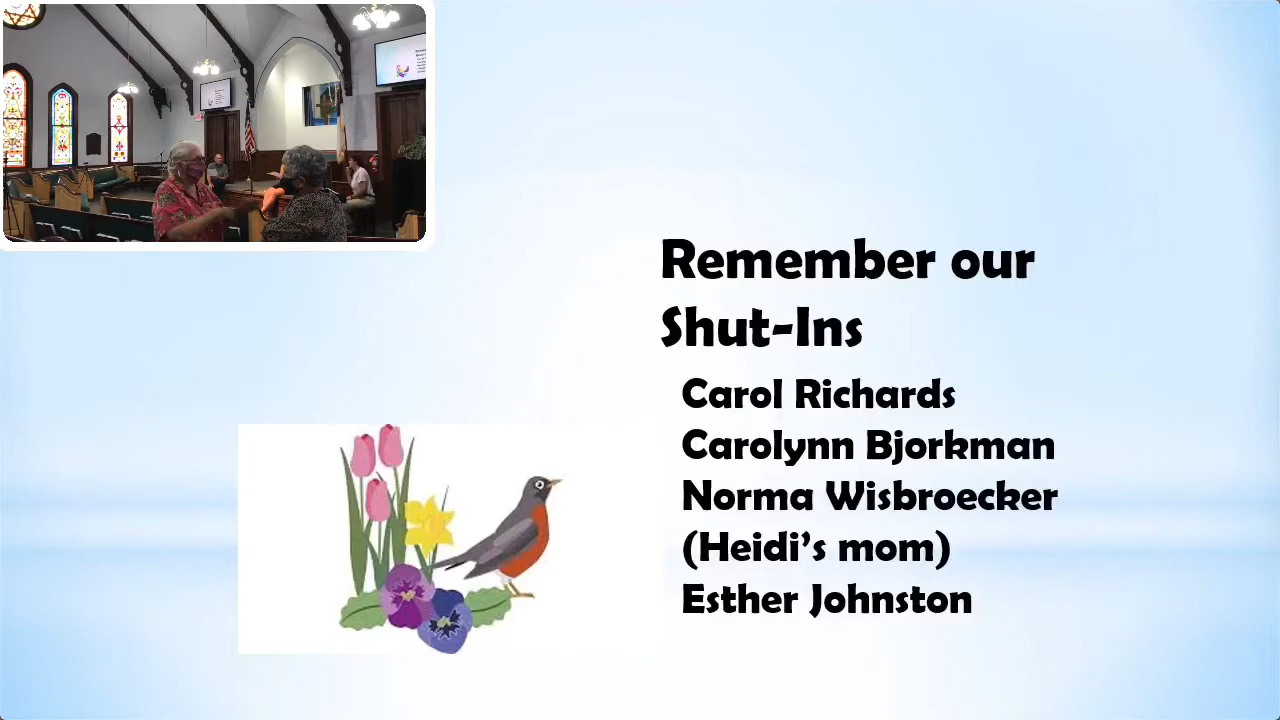 Remember our
Shut-Ins
Carol Richards
Carolynn Bjorkman
Norma Wisbroecker
(Heidi’s mom)
Esther Johnston